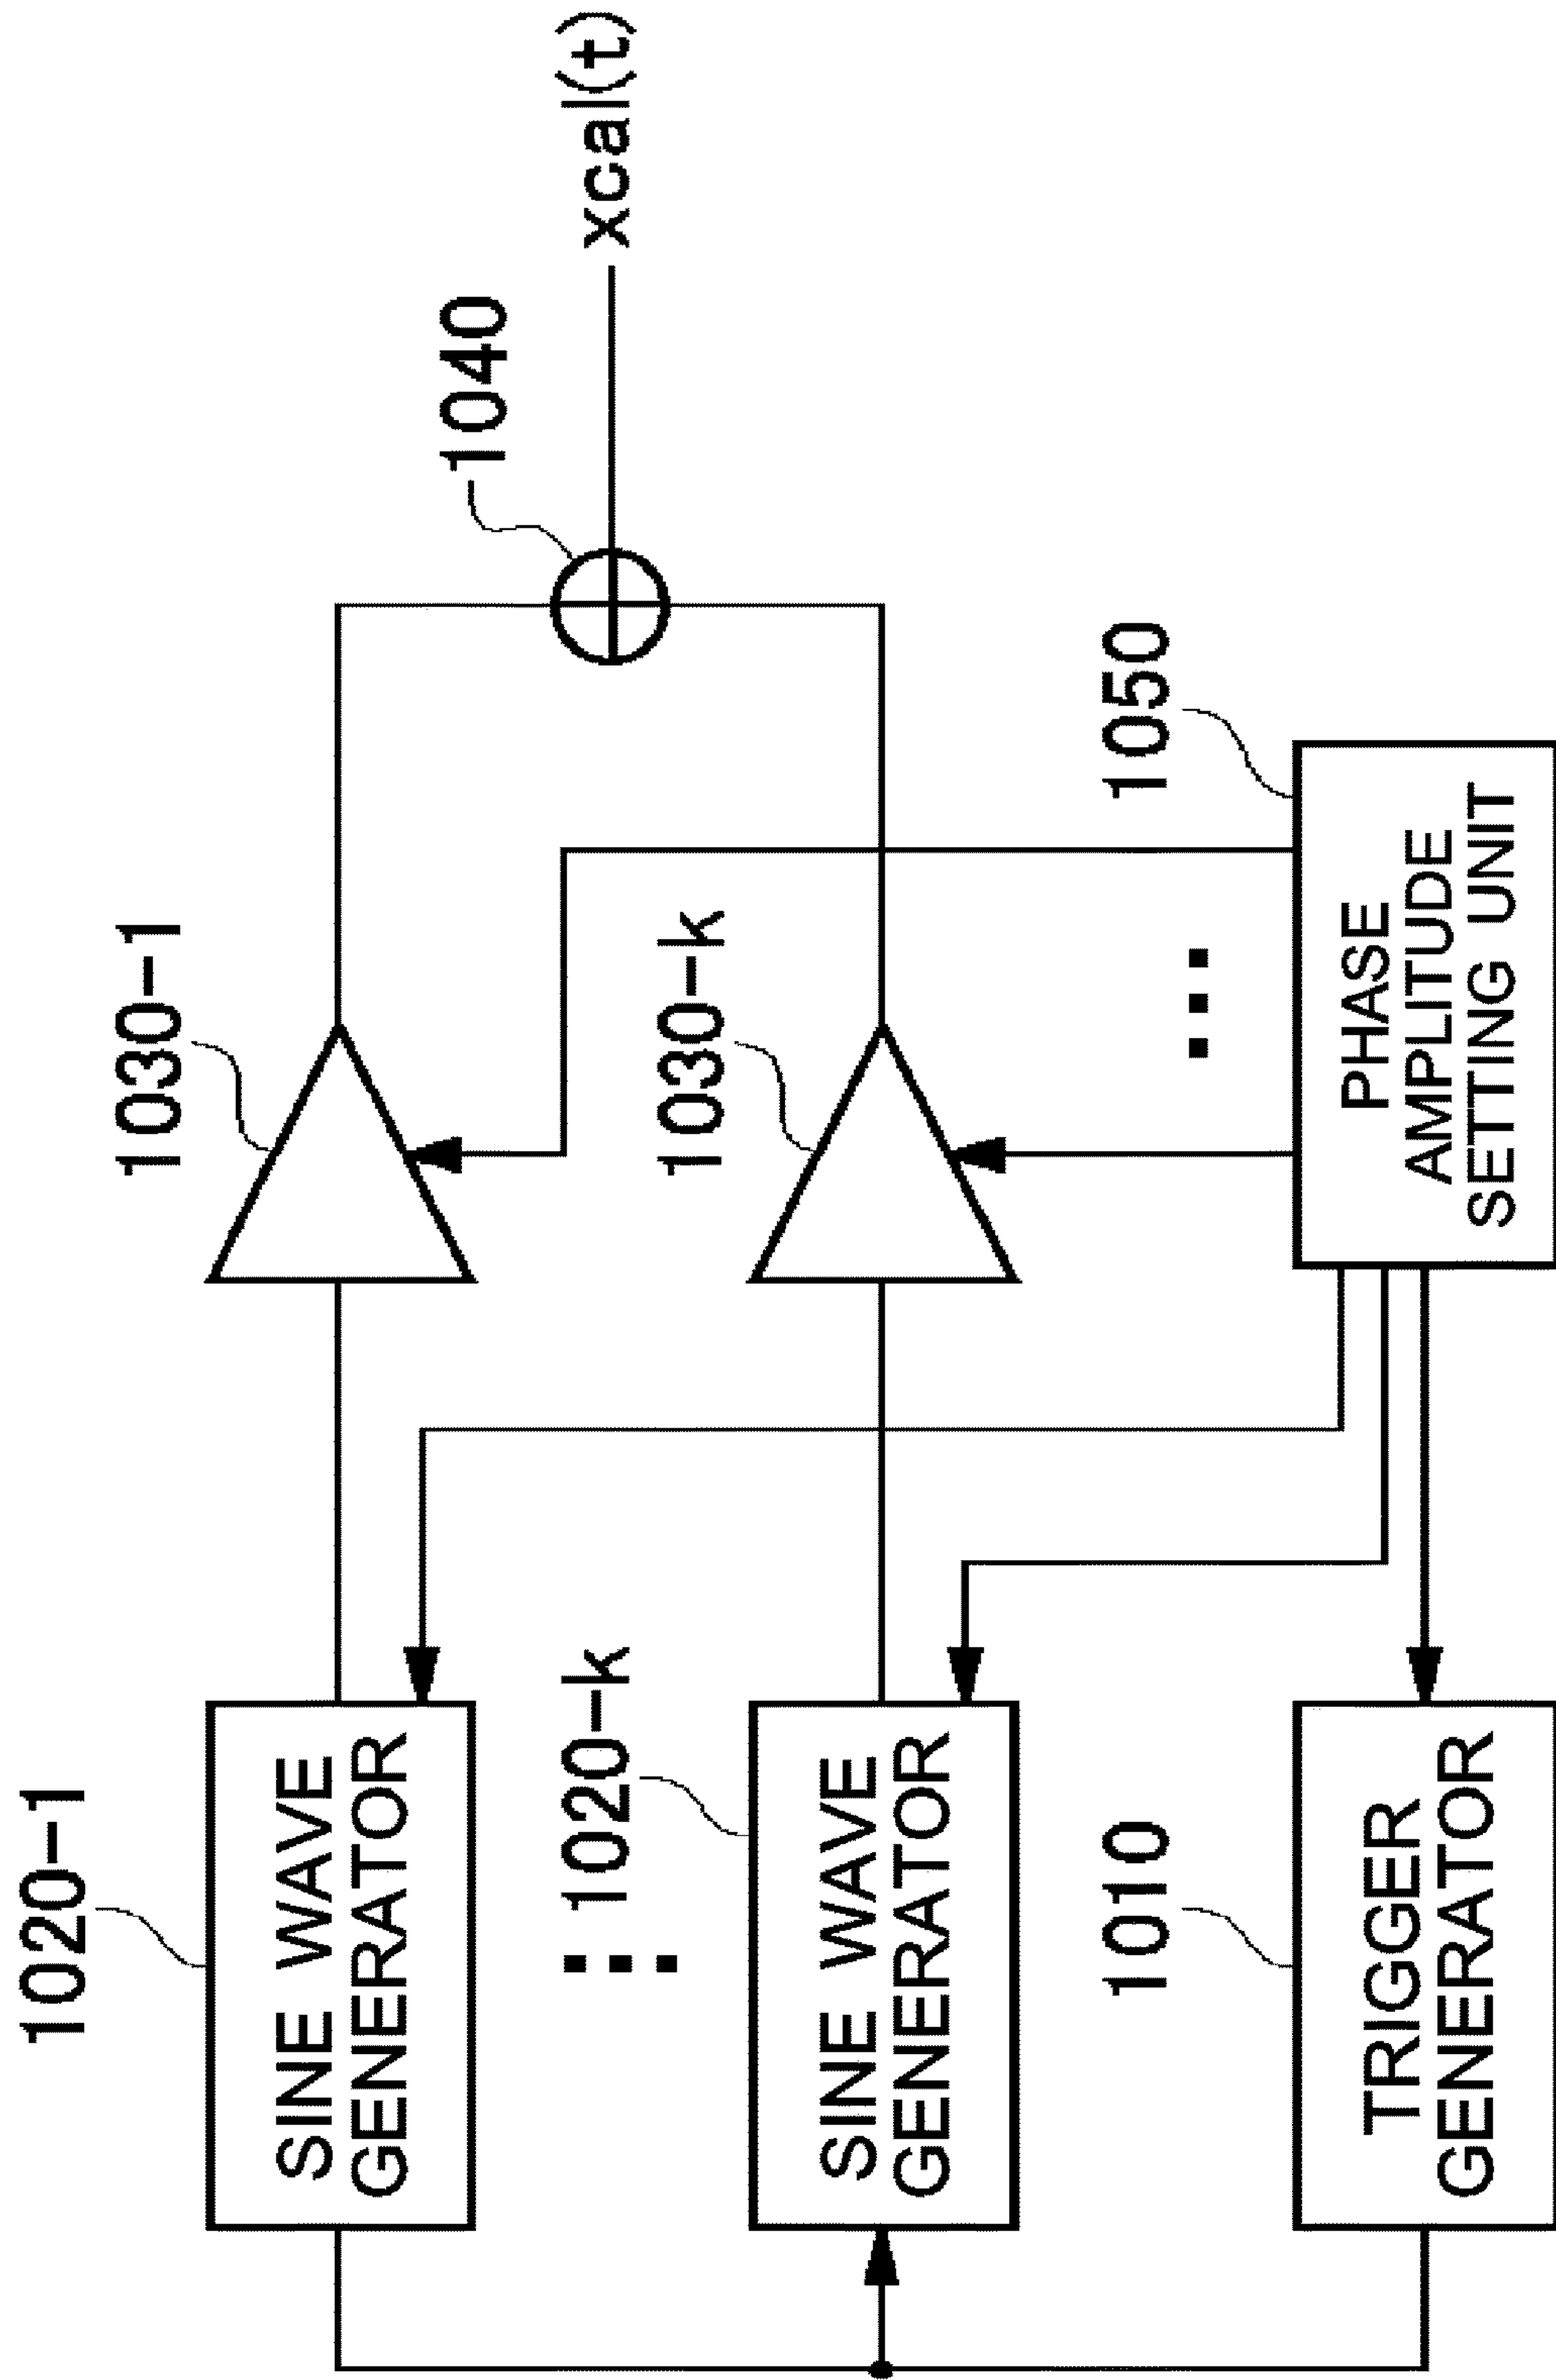 1020-1
SINE WAVE
GENERATOR
1030-1
1040
xcal(t)
1020-k
SINE WAVE
GENERATOR
1030-k
1010
TRIGGER
GENERATOR
1050
PHASE
AMPLITUDE
SETTING UNIT